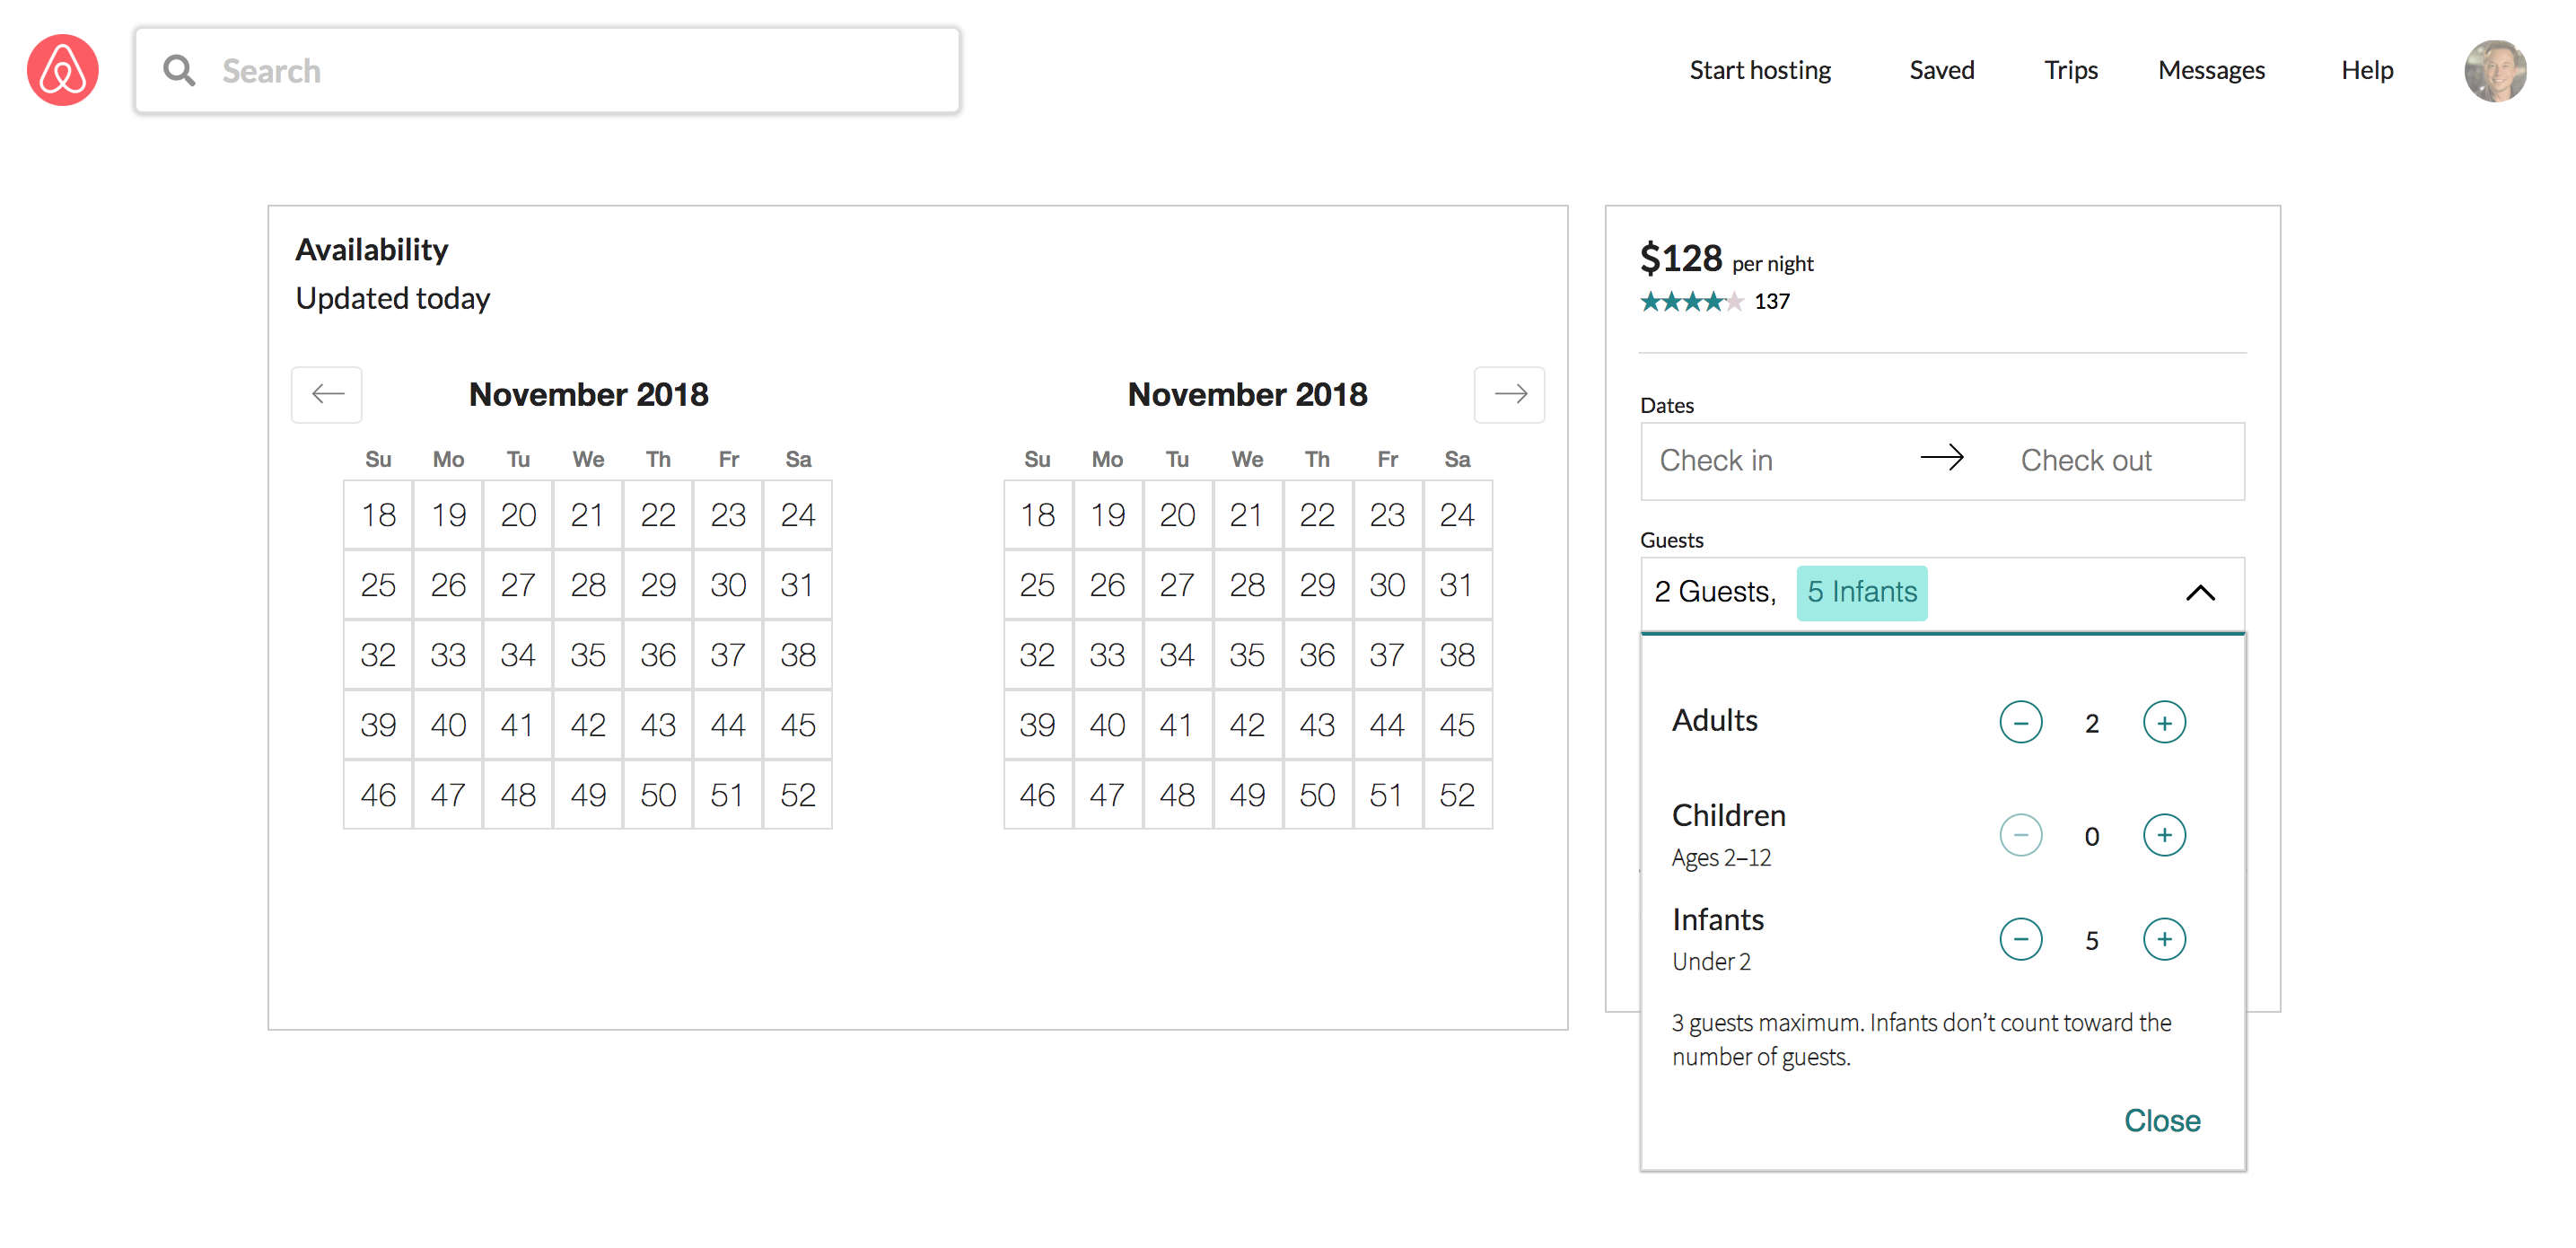 Search
Start hosting Saved Trips Messages Help
Availability
Updated today
November 2018
Su Mo Tu We Th Fr Sa
18 19 20 21 22 23 24
25 26 27 28 29 30 31
32 33 34 35 36 37 38
39 40 41 42 43 44 45
46 47 48 49 50 51 52
November 2018
Su Mo Tu We Th Fr Sa
18 19 20 21 22 23 24
25 26 27 28 29 30 31
32 33 34 35 36 37 38
39 40 41 42 43 44 45
46 47 48 49 50 51 52
$128 per night
137
Dates
Check in → Check out
Guests
2 Guests, 5 Infants
Adults − 2 +
Children − 0 +
Ages 2–12
Infants − 5 +
Under 2
3 guests maximum. Infants don’t count toward the
number of guests.
Close